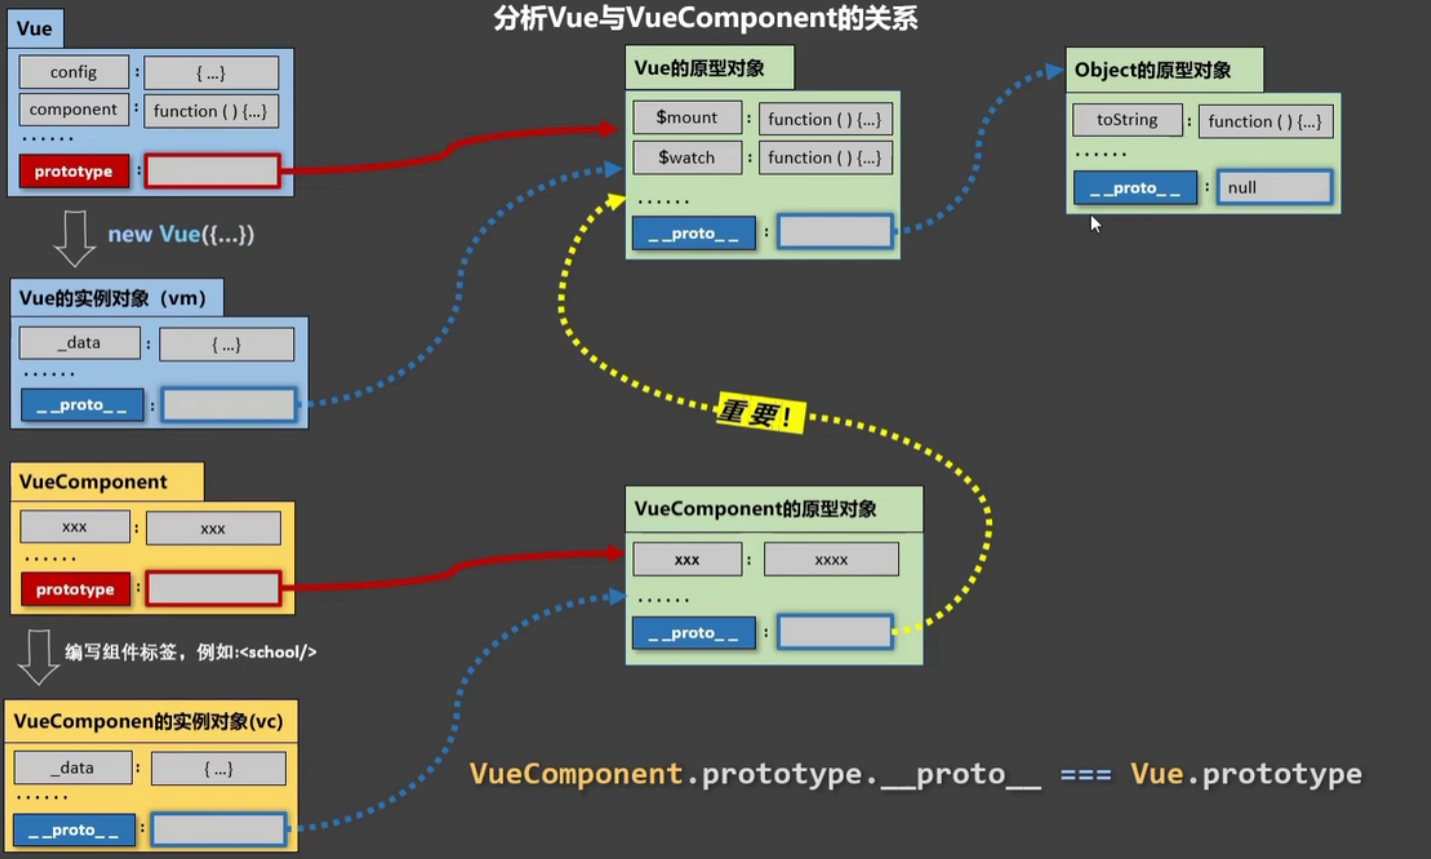 分析Vue与VueComponent的关系
Vue
config : { ...}
component : function ( ) {...}
······
prototype :
new Vue({...})
Vue的实例对象（vm）
_data : { ...}
······
_ _proto_ _ :
Vue的原型对象
$mount : function ( ) {...}
$watch : function ( ) {...}
······
_ _proto_ _ :
Object的原型对象
toString : function ( ) {...}
······
_ _proto_ _ : null
重要！
VueComponent
xxx : xxx
······
prototype :
编写组件标签，例如:<school/>
VueComponen的实例对象(vc)
_data : { ...}
······
_ _proto_ _ :
VueComponent的原型对象
xxx : xxxx
······
_ _proto_ _ :
VueComponent.prototype.__proto__ === Vue.prototype